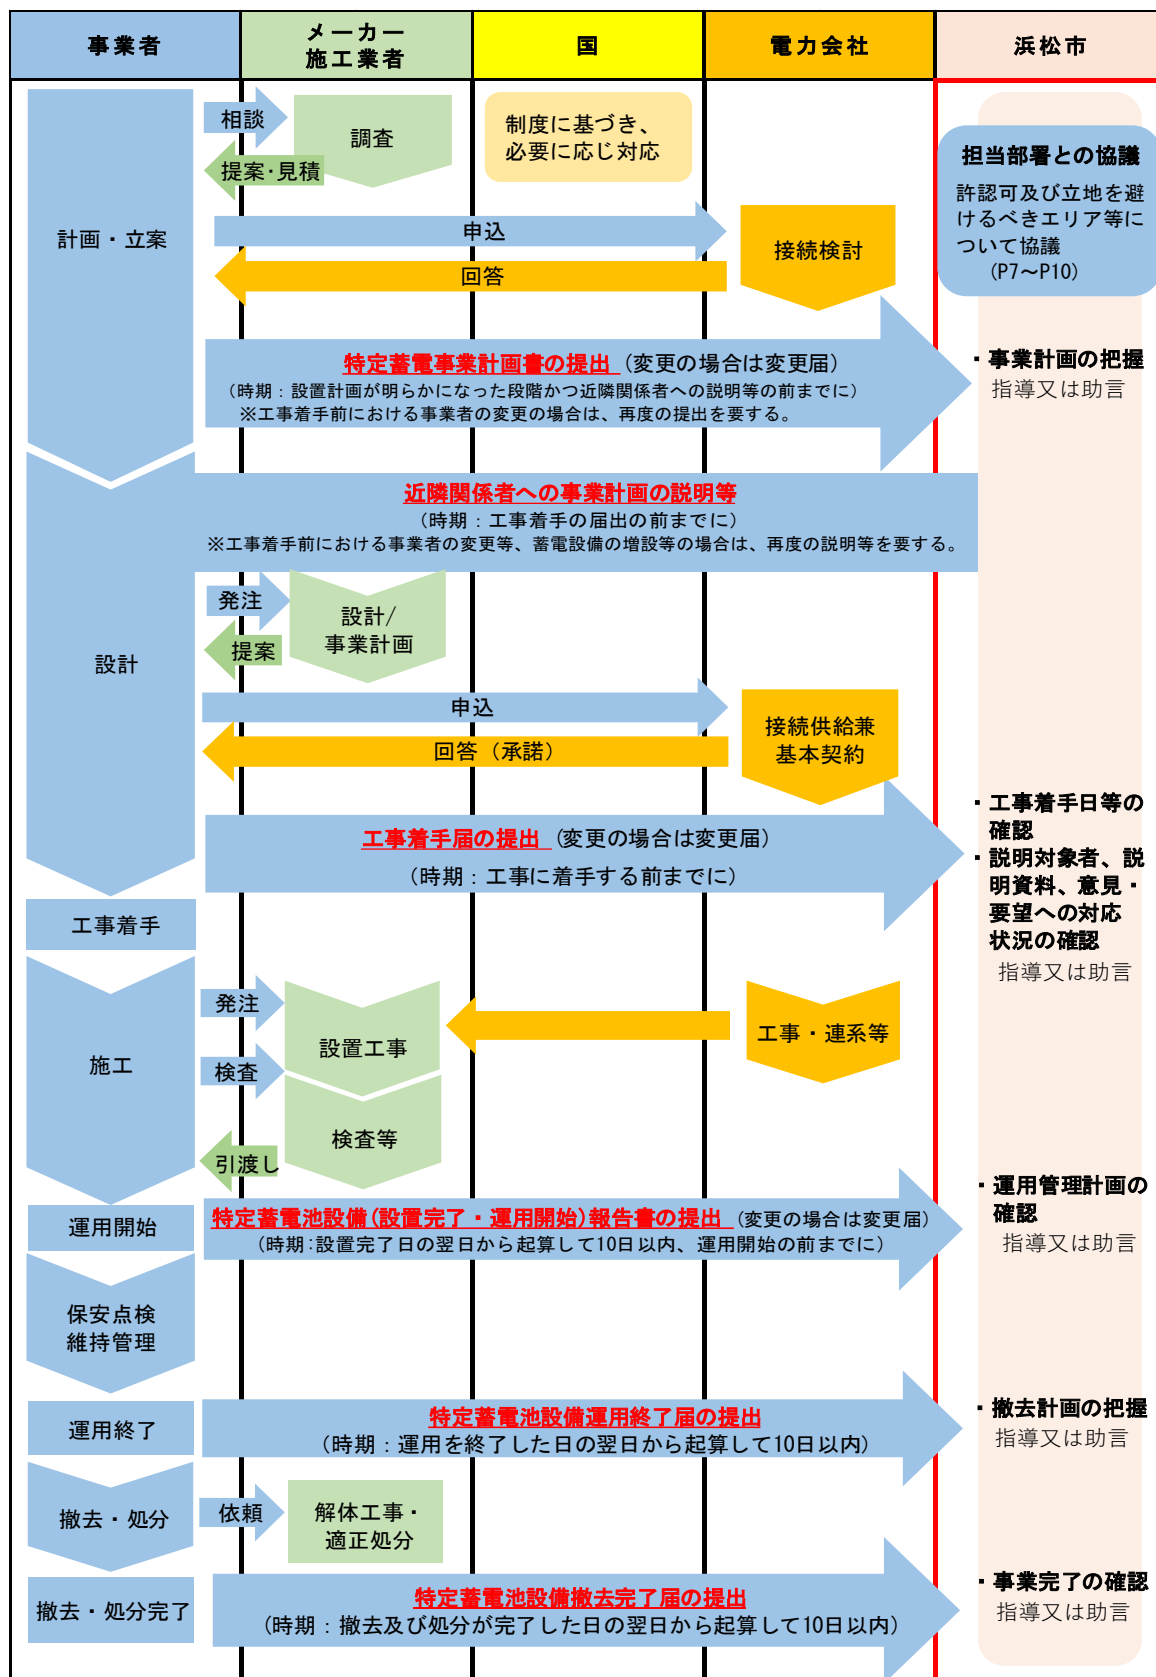 事業者
メーカー
施工業者
国
電力会社
浜松市
相談
調査
提案・見積
制度に基づき、
必要に応じ対応
担当部署との協議
許認可及び立地を避
けるべきエリア等に
ついて協議
(P7～P10)
計画・立案
申込
接続検討
回答
特定蓄電事業計画書の提出 (変更の場合は変更届)
(時期：設置計画が明らかになった段階かつ近隣関係者への説明等の前までに)
※工事着手前における事業者の変更の場合は、再度の提出を要する。
・事業計画の把握
指導又は助言
近隣関係者への事業計画の説明等
(時期：工事着手の届出の前までに)
※工事着手前における事業者の変更等、蓄電設備の増設等の場合は、再度の説明等を要する。
発注
設計/
事業計画
提案
設計
申込
接続供給兼
基本契約
回答（承諾）
工事着手届の提出 (変更の場合は変更届)
(時期：工事に着手する前までに)
・工事着手日等の
確認
・説明対象者、説
明資料、意見・
要望への対応
状況の確認
指導又は助言
工事着手
発注
設置工事
工事・連系等
施工
検査
検査等
引渡し
運用開始
特定蓄電池設備(設置完了・運用開始)報告書の提出 (変更の場合は変更届)
(時期:設置完了日の翌日から起算して10日以内、運用開始の前までに)
・運用管理計画の
確認
指導又は助言
保安点検
維持管理
運用終了
特定蓄電池設備運用終了届の提出
(時期：運用を終了した日の翌日から起算して10日以内)
・撤去計画の把握
指導又は助言
撤去・処分
依頼
解体工事・
適正処分
撤去・処分完了
特定蓄電池設備撤去完了届の提出
(時期：撤去及び処分が完了した日の翌日から起算して10日以内)
・事業完了の確認
指導又は助言